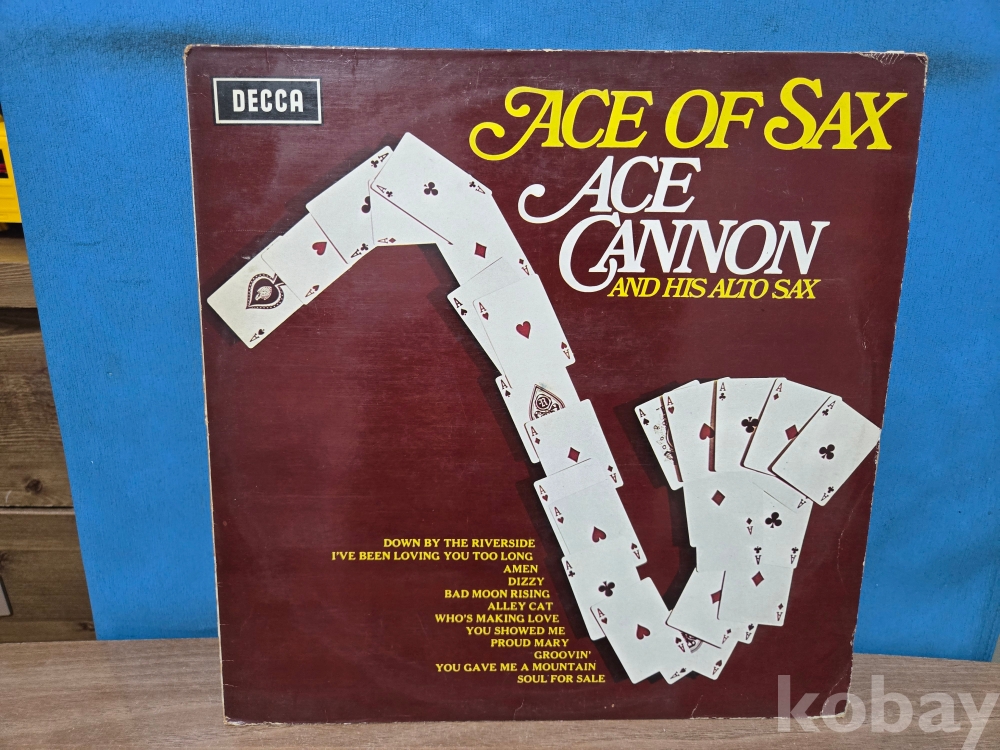 DECCA
ACE OF SAX
ACE
CANNON
AND HIS ALTO SAX
DOWN BY THE RIVERSIDE
I'VE BEEN LOVING YOU TOO LONG
AMEN
DIZZY
BAD MOON RISING
ALLEY CAT
WHO'S MAKING LOVE
YOU SHOWED ME
PROUD MARY
GROOVIN'
YOU GAVE ME A MOUNTAIN
SOUL FOR SALE
kobay